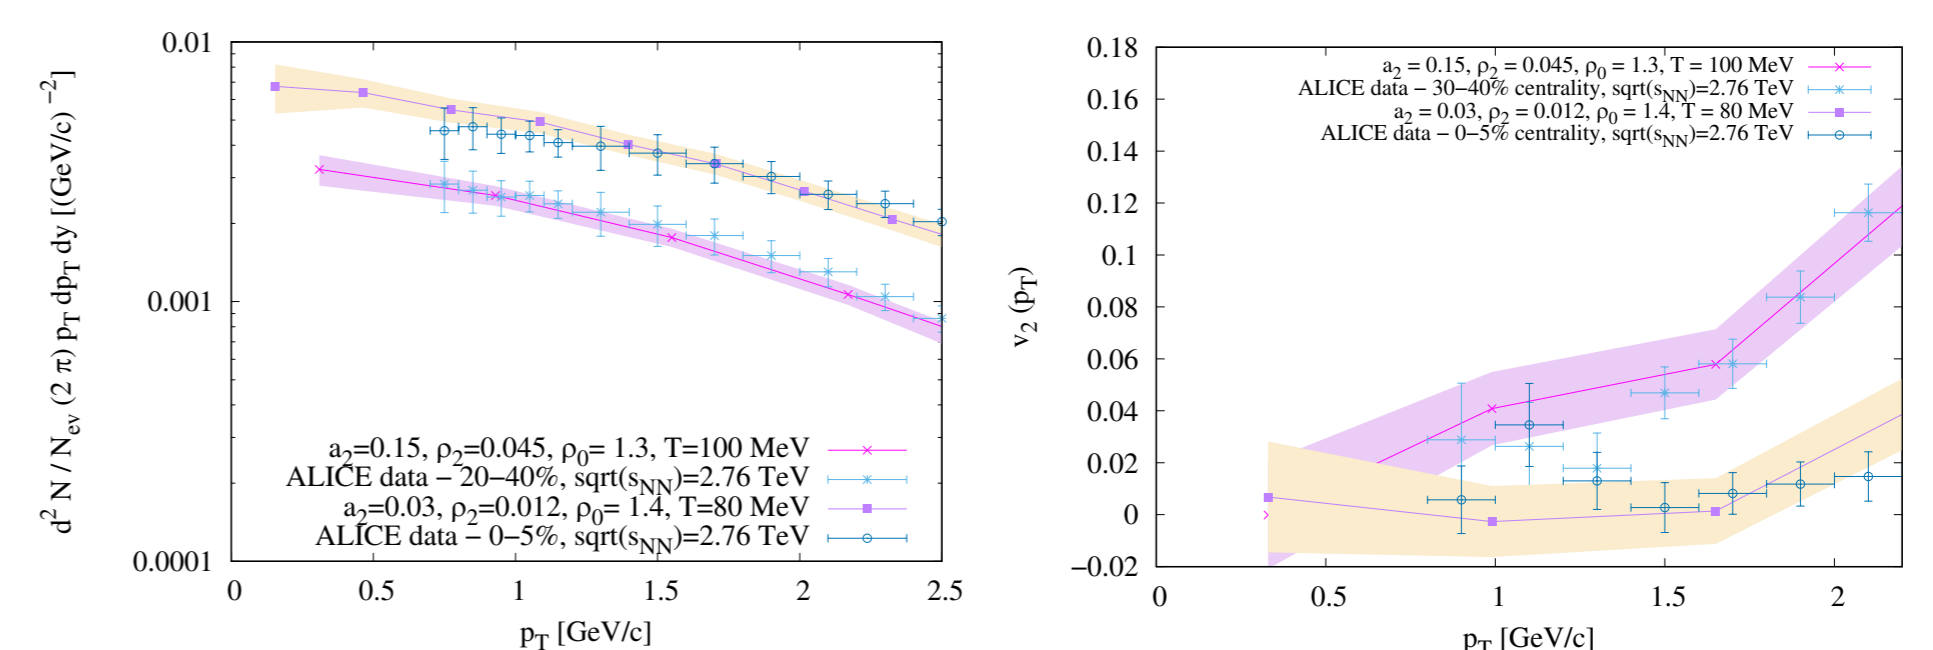 0.01
0.001
0.0001
d² N / N_ev (2 π) p_T dp_T dy [(GeV/c) ⁻²]
a₂=0.15, ρ₂=0.045, ρ₀= 1.3, T=100 MeV
ALICE data − 20−40%, sqrt(s_NN)=2.76 TeV
a₂=0.03, ρ₂=0.012, ρ₀= 1.4, T=80 MeV
ALICE data − 0−5%, sqrt(s_NN)=2.76 TeV
0 0.5 1 1.5 2 2.5
p_T [GeV/c]
0.18
0.16
0.14
0.12
0.1
0.08
0.06
0.04
0.02
0
−0.02
v₂ (p_T)
a₂ = 0.15, ρ₂ = 0.045, ρ₀ = 1.3, T = 100 MeV
ALICE data − 30−40% centrality, sqrt(s_NN)=2.76 TeV
a₂ = 0.03, ρ₂ = 0.012, ρ₀ = 1.4, T = 80 MeV
ALICE data − 0−5% centrality, sqrt(s_NN)=2.76 TeV
0 0.5 1 1.5 2
p_T [GeV/c]